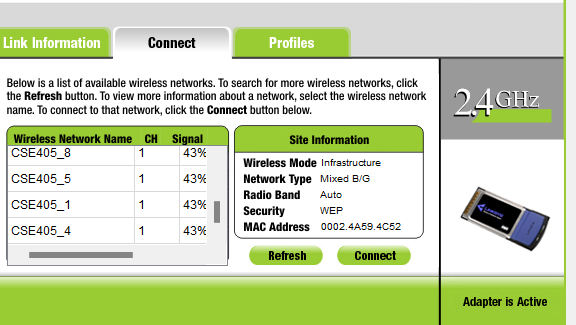 Link Information
Connect
Profiles
Below is a list of available wireless networks. To search for more wireless networks, click
the Refresh button. To view more information about a network, select the wireless network
name. To connect to that network, click the Connect button below.
2.4GHz
Wireless Network Name CH Signal
CSE405_8 1 43%
CSE405_5 1 43%
CSE405_1 1 43%
CSE405_4 1 43%
Site Information
Wireless Mode Infrastructure
Network Type Mixed B/G
Radio Band Auto
Security WEP
MAC Address 0002.4A59.4C52
Refresh
Connect
Adapter is Active